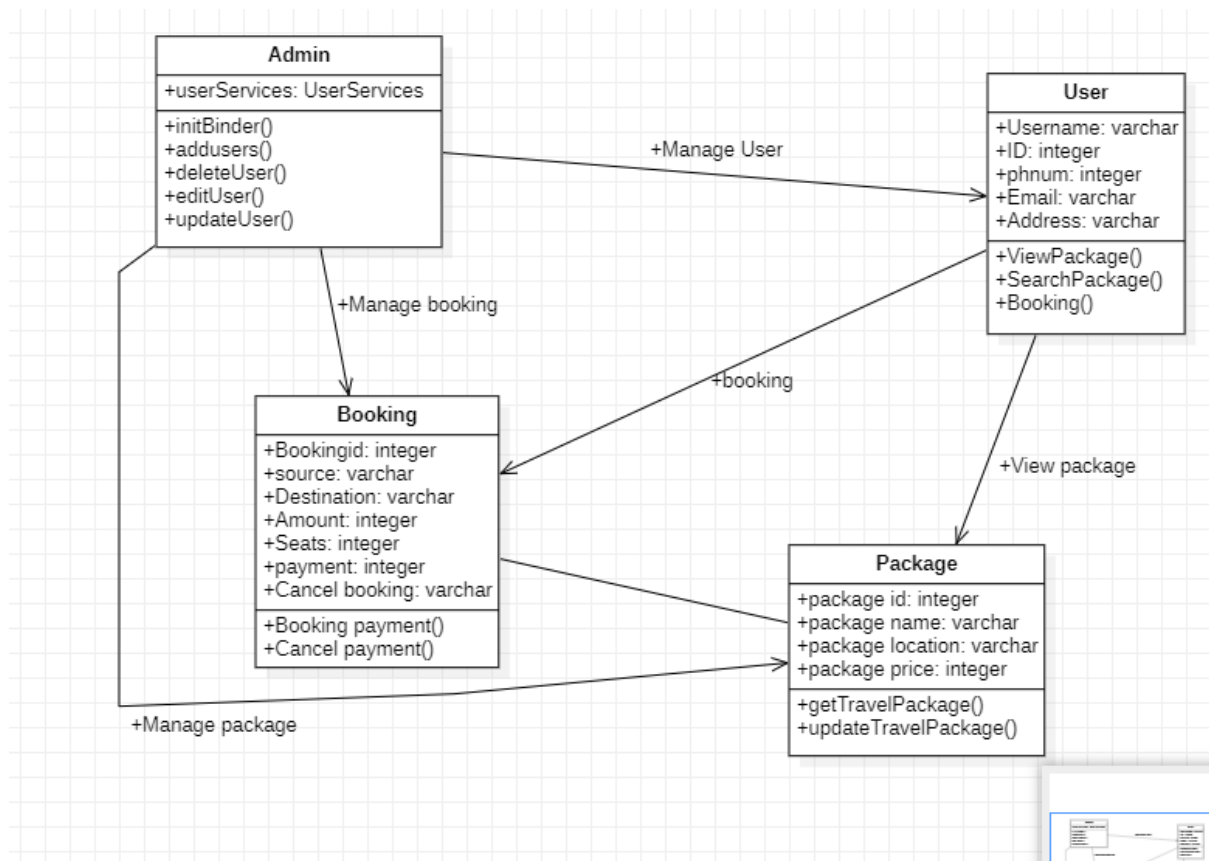 Admin
+userServices: UserServices
+initBinder()
+addusers()
+deleteUser()
+editUser()
+updateUser()
+Manage User
User
+Username: varchar
+ID: integer
+phnum: integer
+Email: varchar
+Address: varchar
+ViewPackage()
+SearchPackage()
+Booking()
+Manage booking
+booking
Booking
+Bookingid: integer
+source: varchar
+Destination: varchar
+Amount: integer
+Seats: integer
+payment: integer
+Cancel booking: varchar
+Booking payment()
+Cancel payment()
+View package
Package
+package id: integer
+package name: varchar
+package location: varchar
+package price: integer
+getTravelPackage()
+updateTravelPackage()
+Manage package